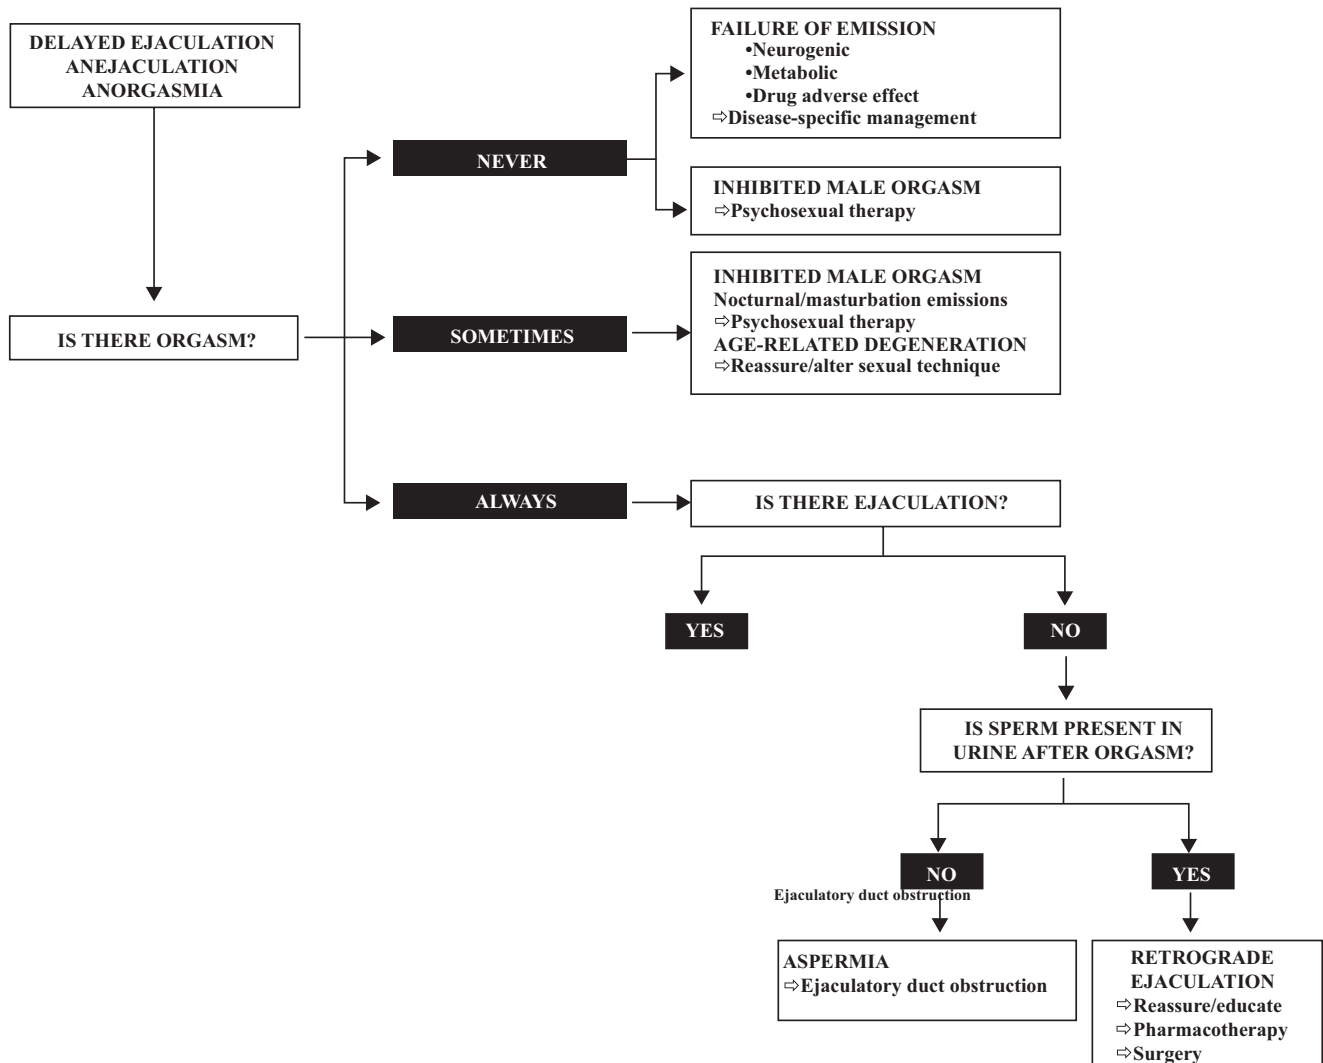 DELAYED EJACULATION
ANEJACULATION
ANORGASMIA
IS THERE ORGASM?
NEVER
FAILURE OF EMISSION
•Neurogenic
•Metabolic
•Drug adverse effect
⇨Disease-specific management
INHIBITED MALE ORGASM
⇨Psychosexual therapy
SOMETIMES
INHIBITED MALE ORGASM
Nocturnal/masturbation emissions
⇨Psychosexual therapy
AGE-RELATED DEGENERATION
⇨Reassure/alter sexual technique
ALWAYS
IS THERE EJACULATION?
YES
NO
IS SPERM PRESENT IN
URINE AFTER ORGASM?
NO
Ejaculatory duct obstruction
ASPERMIA
⇨Ejaculatory duct obstruction
YES
RETROGRADE
EJACULATION
⇨Reassure/educate
⇨Pharmacotherapy
⇨Surgery